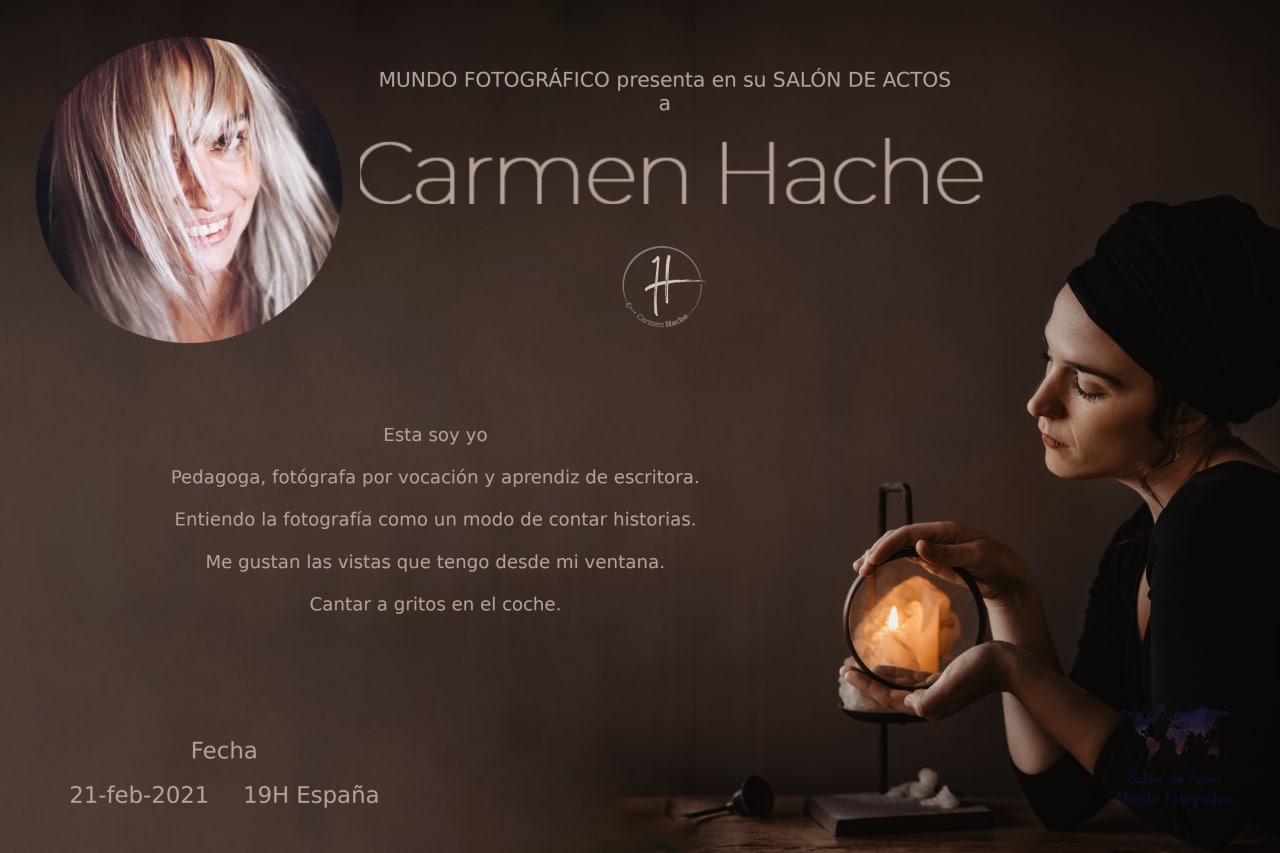 MUNDO FOTOGRÁFICO presenta en su SALÓN DE ACTOS
a
Carmen Hache
H
Carmen Hache
Esta soy yo
Pedagoga, fotógrafa por vocación y aprendiz de escritora.
Entiendo la fotografía como un modo de contar historias.
Me gustan las vistas que tengo desde mi ventana.
Cantar a gritos en el coche.
Fecha
21-feb-2021 19H España
Salón de Actos
Mundo Fotográfico